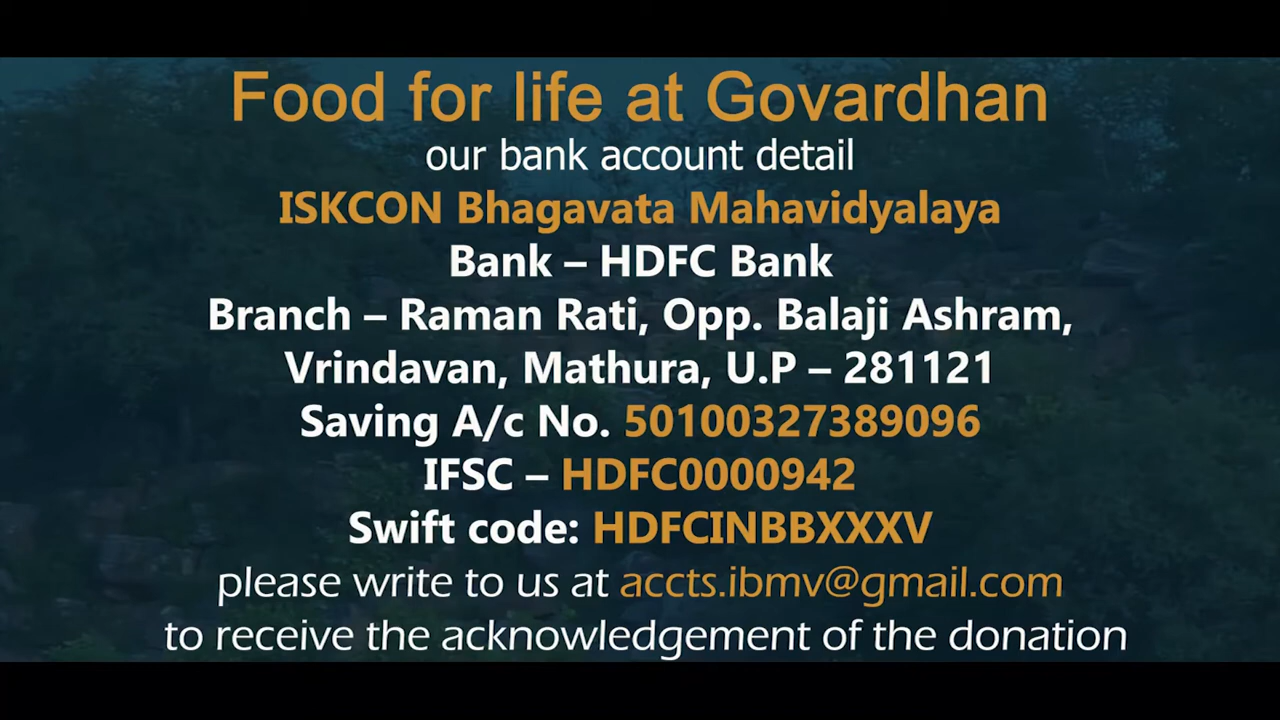 Food for life at Govardhan
our bank account detail
ISKCON Bhagavata Mahavidyalaya
Bank – HDFC Bank
Branch – Raman Rati, Opp. Balaji Ashram,
Vrindavan, Mathura, U.P – 281121
Saving A/c No. 50100327389096
IFSC – HDFC0000942
Swift code: HDFCINBBXXXV
please write to us at accts.ibmv@gmail.com
to receive the acknowledgement of the donation